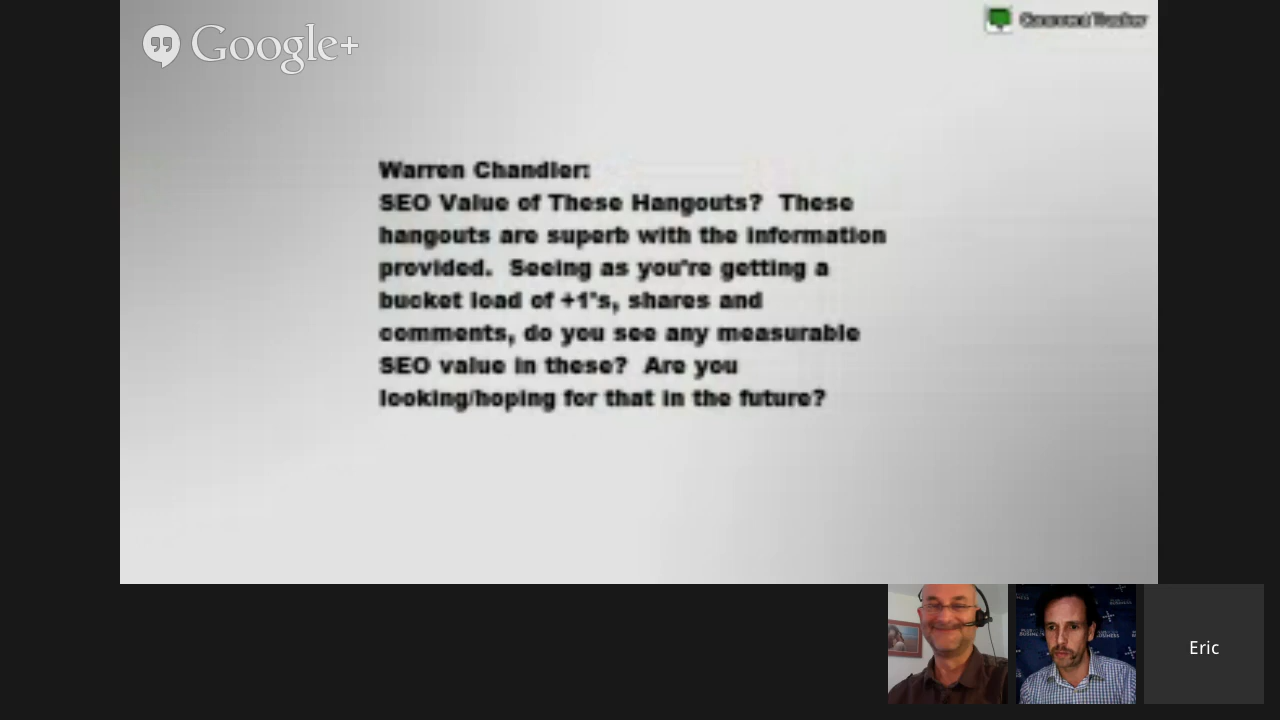 Google+
Comment Tracker
Warren Chandler:
SEO Value of These Hangouts?  These
hangouts are superb with the information
provided.  Seeing as you're getting a
bucket load of +1's, shares and
comments, do you see any measurable
SEO value in these?  Are you
looking/hoping for that in the future?
Eric